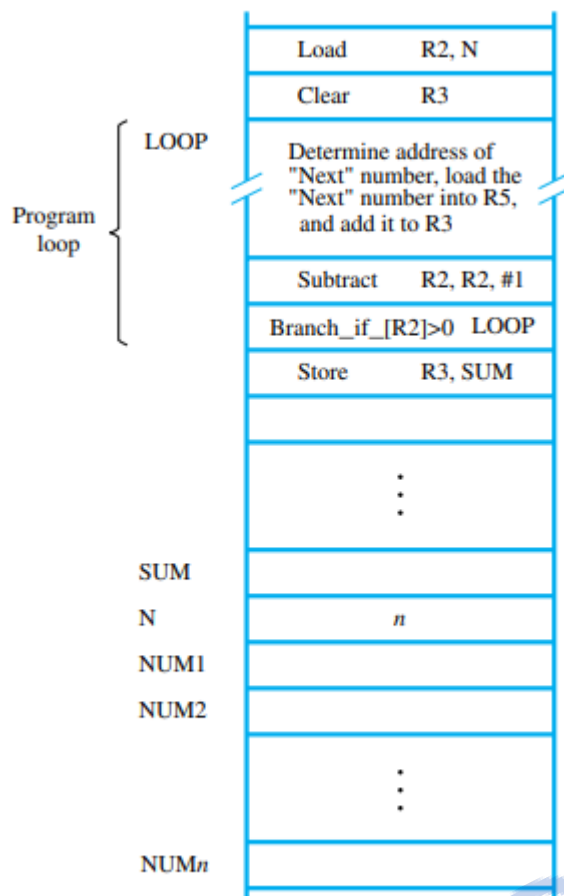 Load R2, N
Clear R3
LOOP
Determine address of
"Next" number, load the
"Next" number into R5,
and add it to R3
Program
loop
Subtract R2, R2, #1
Branch_if_[R2]>0 LOOP
Store R3, SUM
SUM
N n
NUM1
NUM2
NUMn